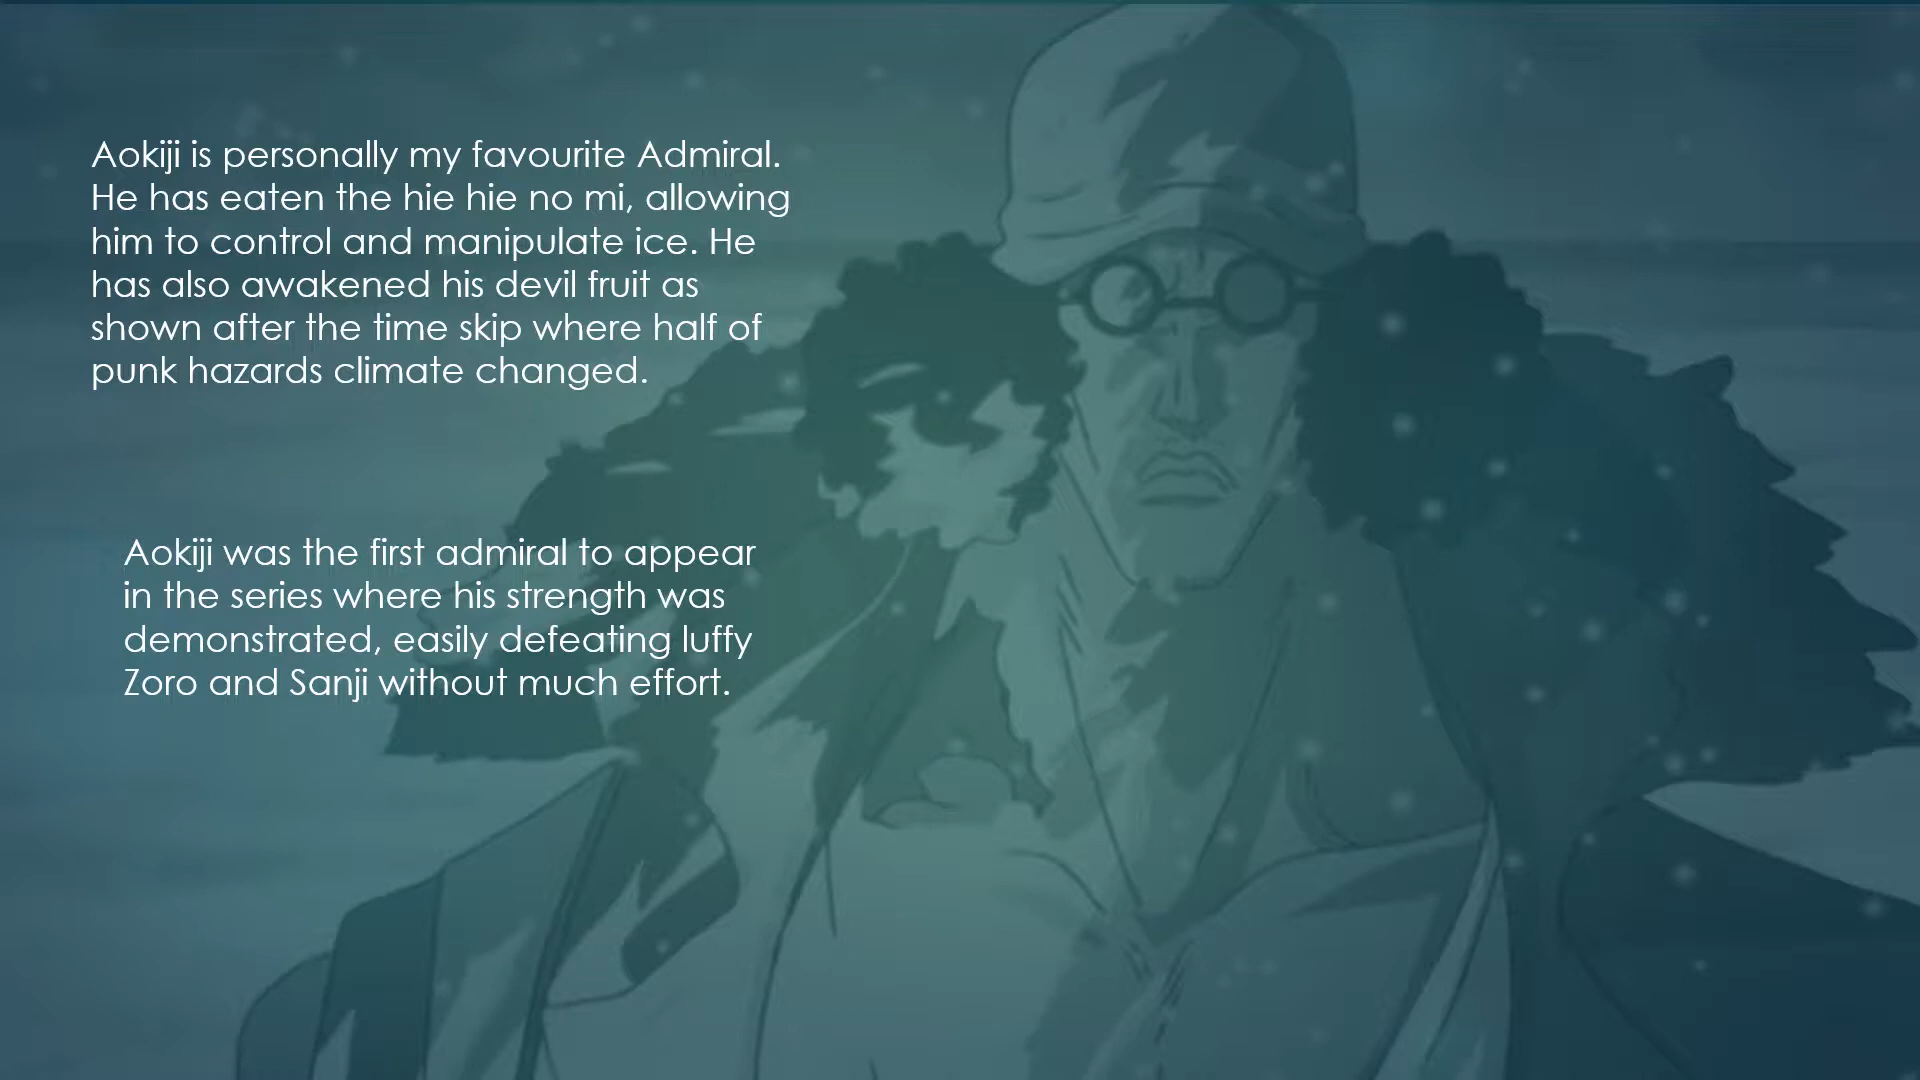 Aokiji is personally my favourite Admiral.
He has eaten the hie hie no mi, allowing
him to control and manipulate ice. He
has also awakened his devil fruit as
shown after the time skip where half of
punk hazards climate changed.
Aokiji was the first admiral to appear
in the series where his strength was
demonstrated, easily defeating luffy
Zoro and Sanji without much effort.